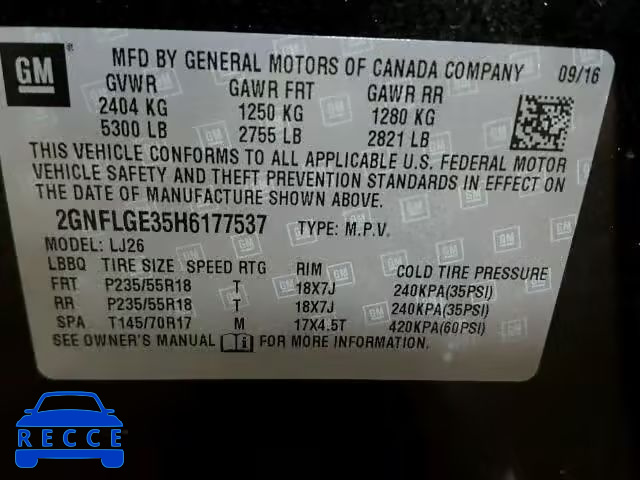 GM
MFD BY GENERAL MOTORS OF CANADA COMPANY 09/16
GVWR GAWR FRT GAWR RR
2404 KG 1250 KG 1280 KG
5300 LB 2755 LB 2821 LB
THIS VEHICLE CONFORMS TO ALL APPLICABLE U.S. FEDERAL MOTOR
VEHICLE SAFETY AND THEFT PREVENTION STANDARDS IN EFFECT ON
THE DATE OF MANUFACTURE SHOWN ABOVE.
2GNFLGE35H6177537 TYPE: M.P.V.
MODEL: LJ26
LBBQ TIRE SIZE SPEED RTG RIM COLD TIRE PRESSURE
FRT P235/55R18 T 18X7J 240KPA(35PSI)
RR P235/55R18 T 18X7J 240KPA(35PSI)
SPA T145/70R17 M 17X4.5T 420KPA(60PSI)
SEE OWNER'S MANUAL FOR MORE INFORMATION.
RECCE